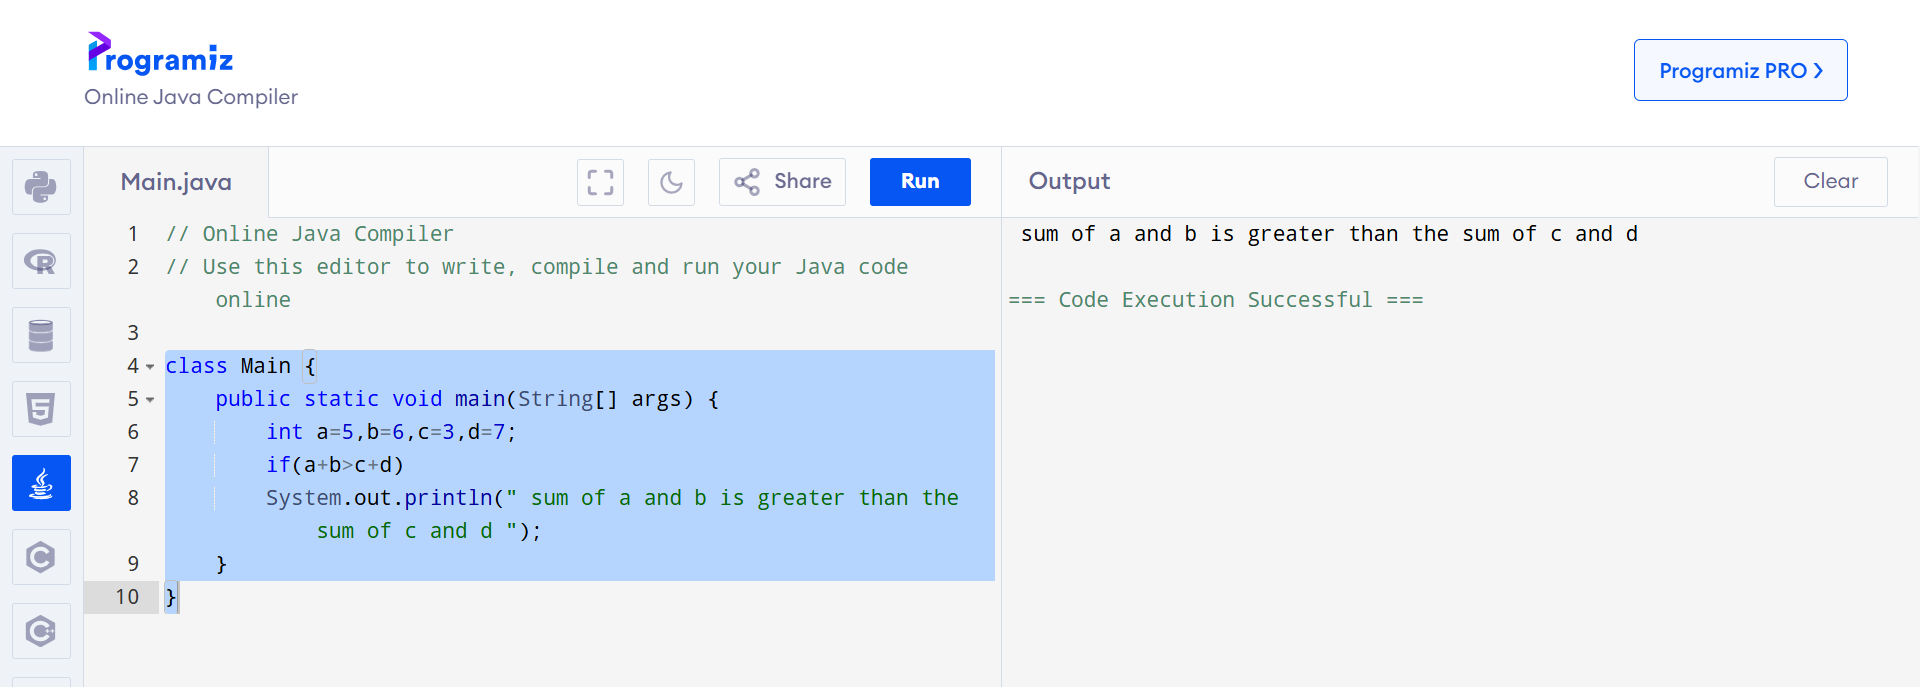 Programiz
Online Java Compiler
Programiz PRO ❯
Main.java
Share
Run
Output
Clear
1 // Online Java Compiler
2 // Use this editor to write, compile and run your Java code
online
3
4 class Main {
5 public static void main(String[] args) {
6 int a=5,b=6,c=3,d=7;
7 if(a+b>c+d)
8 System.out.println(" sum of a and b is greater than the
sum of c and d ");
9 }
10 }
sum of a and b is greater than the sum of c and d
=== Code Execution Successful ===